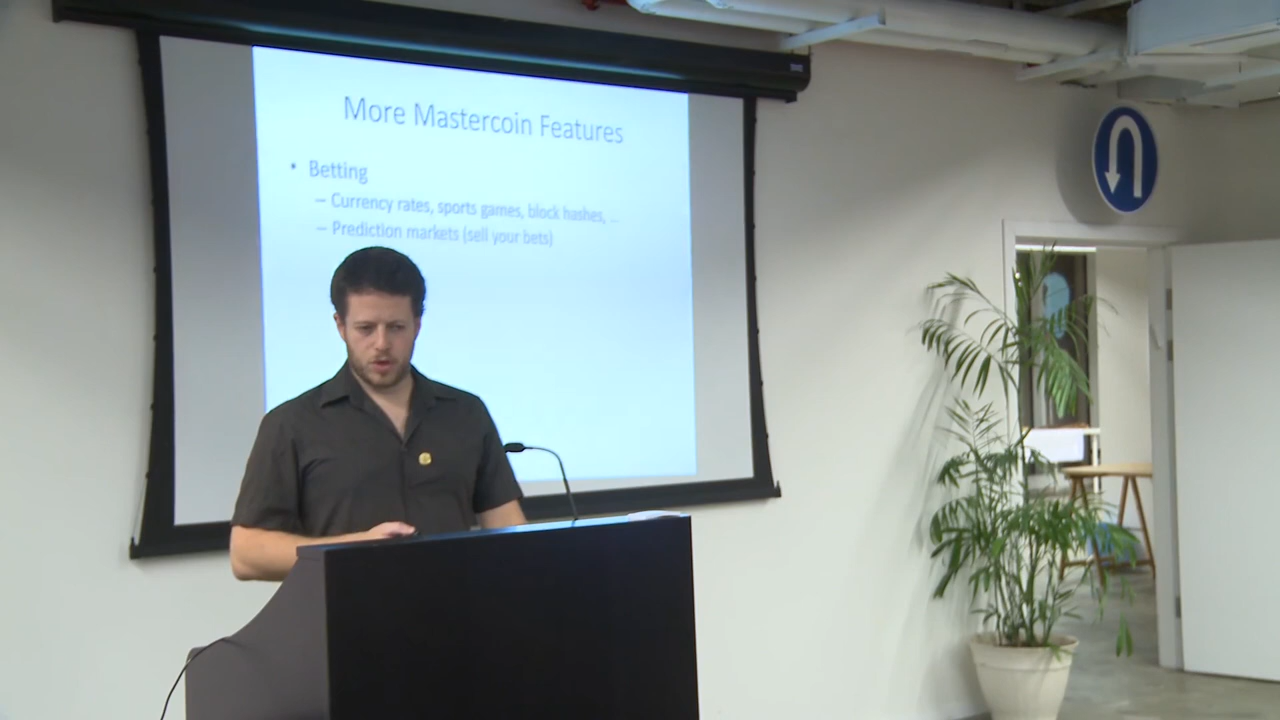 More Mastercoin Features
• Betting
– Currency rates, sports games, block hashes, ...
– Prediction markets (sell your bets)